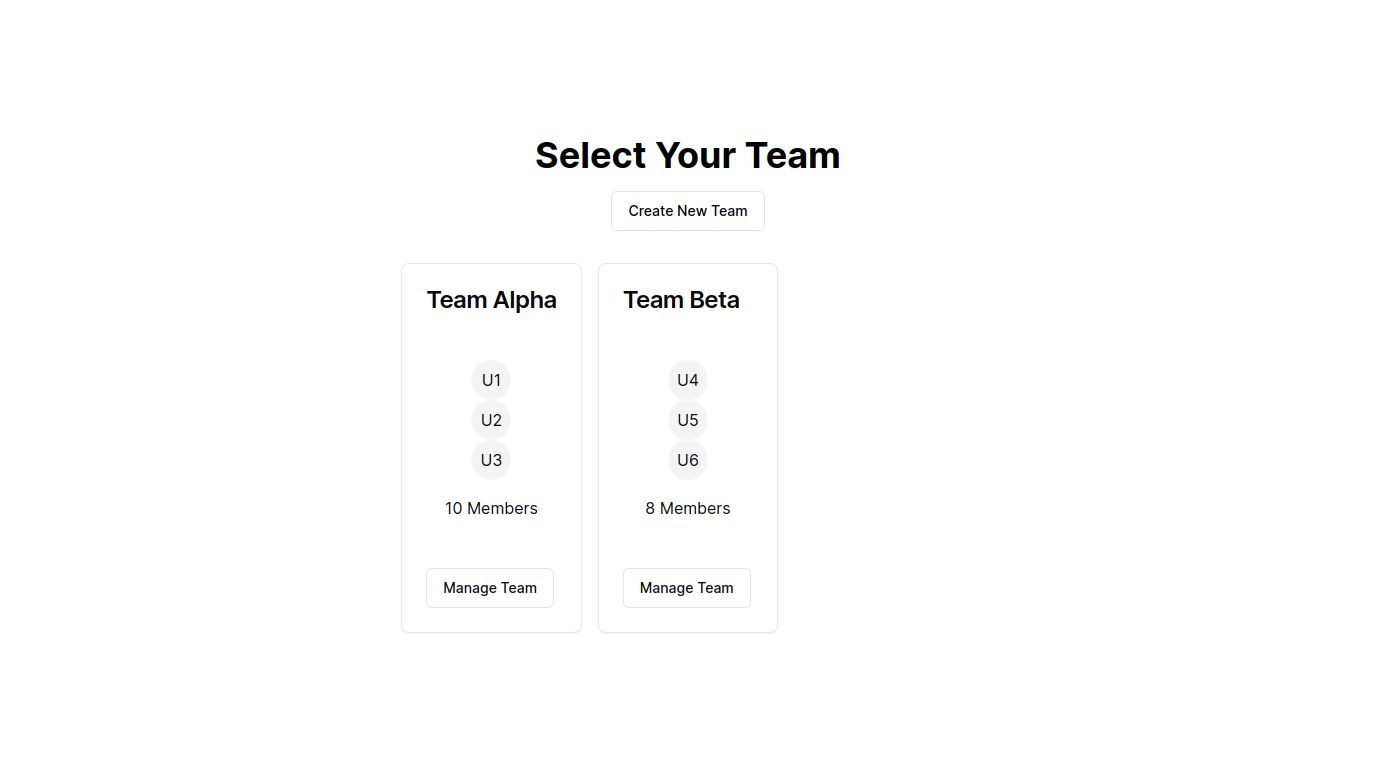 Select Your Team
Create New Team
Team Alpha
U1
U2
U3
10 Members
Manage Team
Team Beta
U4
U5
U6
8 Members
Manage Team